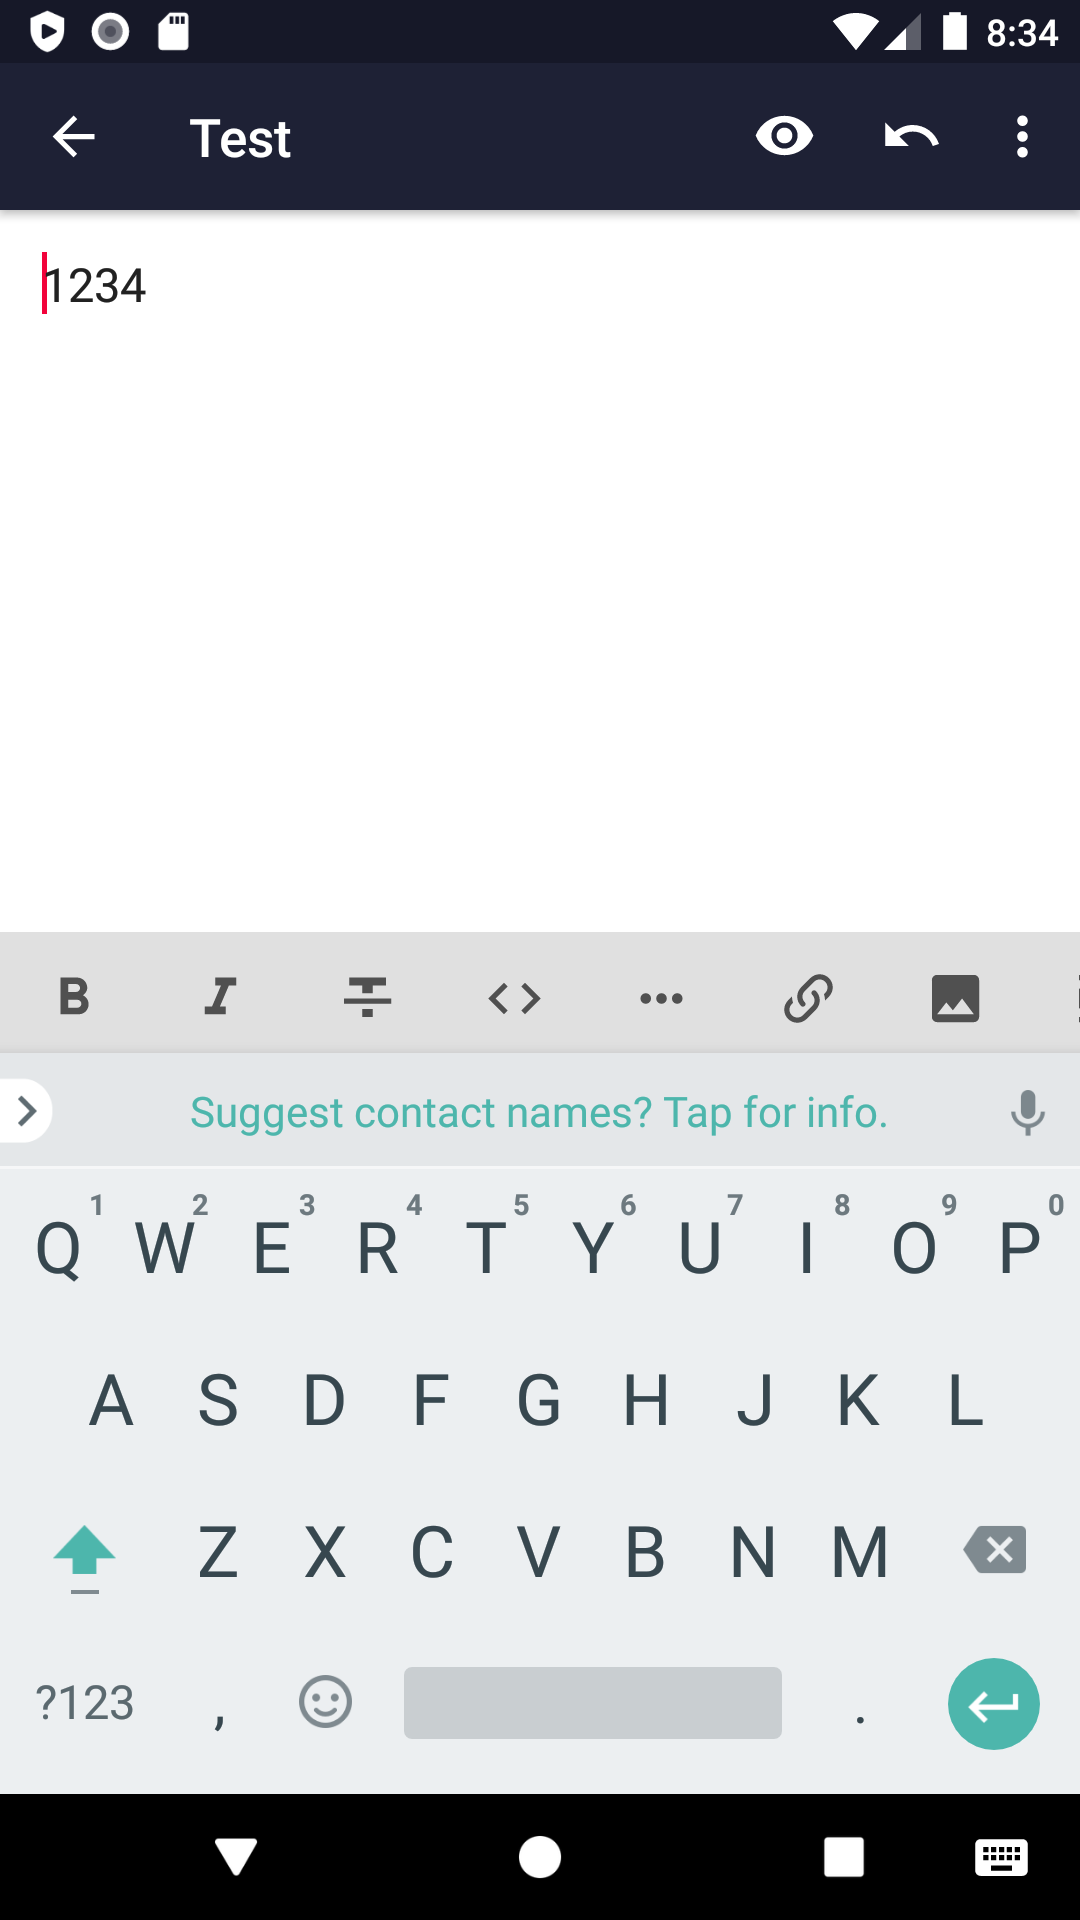 8:34
Test
1234
B I
Suggest contact names? Tap for info.
1 2 3 4 5 6 7 8 9 0
Q W E R T Y U I O P
A S D F G H J K L
Z X C V B N M
?123 , .